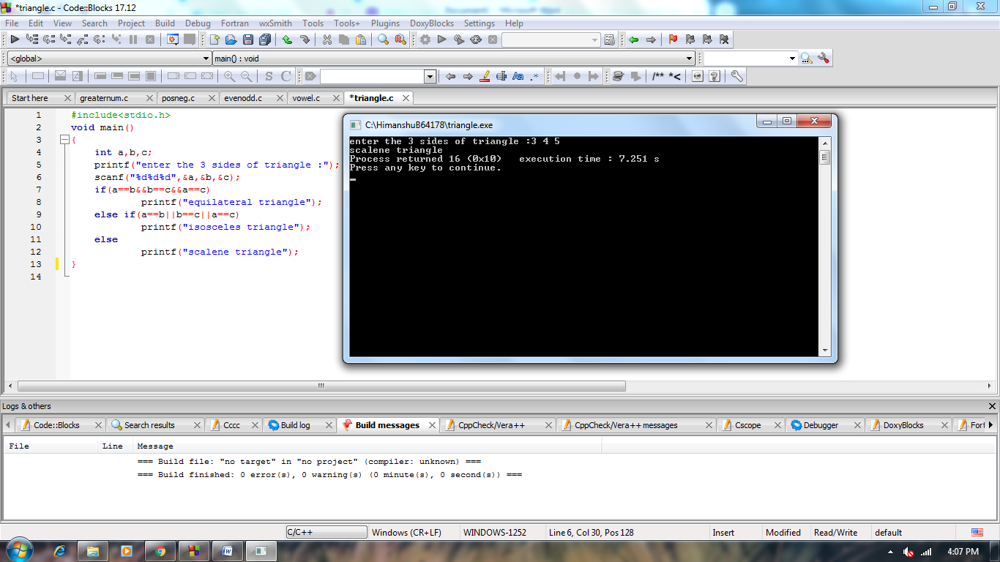 *triangle.c - Code::Blocks 17.12
File Edit View Search Project Build Debug Fortran wxSmith Tools Tools+ Plugins DoxyBlocks Settings Help
<global> main() : void
/** *<
Start here greaternum.c posneg.c evenodd.c vowel.c *triangle.c
1 #include<stdio.h>
2 void main()
3 {
4 int a,b,c;
5 printf("enter the 3 sides of triangle :");
6 scanf("%d%d%d",&a,&b,&c);
7 if(a==b&&b==c&&a==c)
8 printf("equilateral triangle");
9 else if(a==b||b==c||a==c)
10 printf("isosceles triangle");
11 else
12 printf("scalene triangle");
13 }
14
C:\HimanshuB64178\triangle.exe
enter the 3 sides of triangle :3 4 5
scalene triangle
Process returned 16 (0x10) execution time : 7.251 s
Press any key to continue.
Logs & others
Code::Blocks Search results Cccc Build log Build messages CppCheck/Vera++ CppCheck/Vera++ messages Cscope Debugger DoxyBlocks Fort
File Line Message
=== Build file: "no target" in "no project" (compiler: unknown) ===
=== Build finished: 0 error(s), 0 warning(s) (0 minute(s), 0 second(s)) ===
C/C++ Windows (CR+LF) WINDOWS-1252 Line 6, Col 30, Pos 128 Insert Modified Read/Write default
4:07 PM